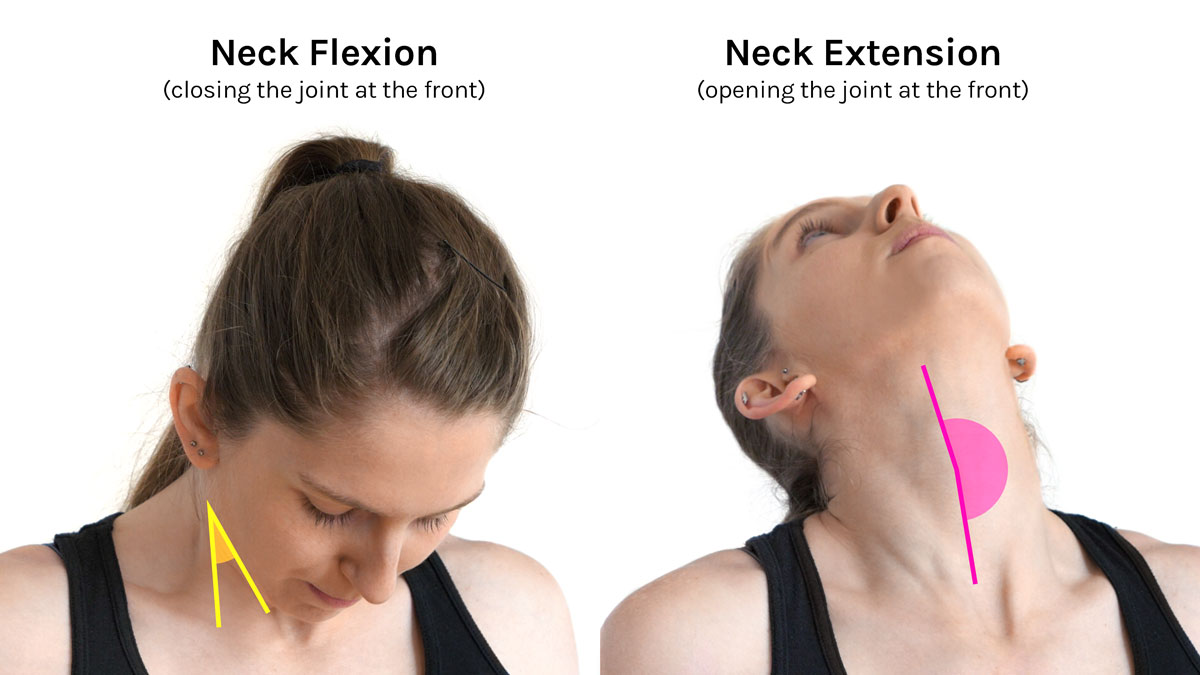 Neck Flexion
(closing the joint at the front)
Neck Extension
(opening the joint at the front)